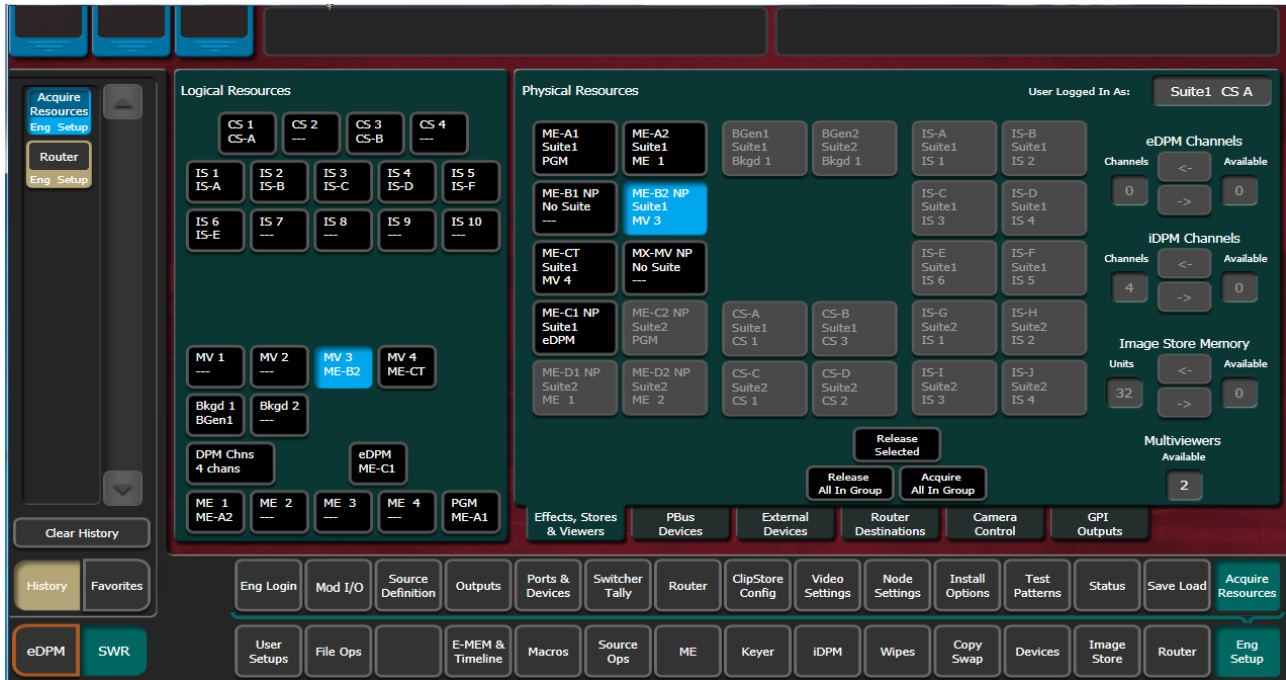 Acquire
Resources
Eng Setup
Router
Eng Setup
Clear History
History
Favorites
eDPM
SWR
Logical Resources
CS 1
CS-A
CS 2
---
CS 3
CS-B
CS 4
---
IS 1
IS-A
IS 2
IS-B
IS 3
IS-C
IS 4
IS-D
IS 5
IS-F
IS 6
IS-E
IS 7
---
IS 8
---
IS 9
---
IS 10
---
MV 1
---
MV 2
---
MV 3
ME-B2
MV 4
ME-CT
Bkgd 1
BGen1
Bkgd 2
---
DPM Chns
4 chans
eDPM
ME-C1
ME 1
ME-A2
ME 2
---
ME 3
---
ME 4
---
PGM
ME-A1
Physical Resources
User Logged In As:
Suite1 CS A
ME-A1
Suite1
PGM
ME-A2
Suite1
ME 1
BGen1
Suite1
Bkgd 1
BGen2
Suite2
Bkgd 1
IS-A
Suite1
IS 1
IS-B
Suite1
IS 2
ME-B1 NP
No Suite
---
ME-B2 NP
Suite1
MV 3
IS-C
Suite1
IS 3
IS-D
Suite1
IS 4
ME-CT
Suite1
MV 4
MX-MV NP
No Suite
---
IS-E
Suite1
IS 6
IS-F
Suite1
IS 5
ME-C1 NP
Suite1
eDPM
ME-C2 NP
Suite2
PGM
CS-A
Suite1
CS 1
CS-B
Suite1
CS 3
IS-G
Suite2
IS 1
IS-H
Suite2
IS 2
ME-D1 NP
Suite2
ME 1
ME-D2 NP
Suite2
ME 2
CS-C
Suite2
CS 1
CS-D
Suite2
CS 2
IS-I
Suite2
IS 3
IS-J
Suite2
IS 4
eDPM Channels
Channels
Available
<-
0
0
->
iDPM Channels
Channels
Available
<-
4
0
->
Image Store Memory
Units
Available
<-
32
0
->
Multiviewers
Available
2
Release
Selected
Release
All In Group
Acquire
All In Group
Effects, Stores
& Viewers
PBus
Devices
External
Devices
Router
Destinations
Camera
Control
GPI
Outputs
Eng Login
Mod I/O
Source
Definition
Outputs
Ports &
Devices
Switcher
Tally
Router
ClipStore
Config
Video
Settings
Node
Settings
Install
Options
Test
Patterns
Status
Save Load
Acquire
Resources
User
Setups
File Ops
E-MEM &
Timeline
Macros
Source
Ops
ME
Keyer
iDPM
Wipes
Copy
Swap
Devices
Image
Store
Router
Eng
Setup